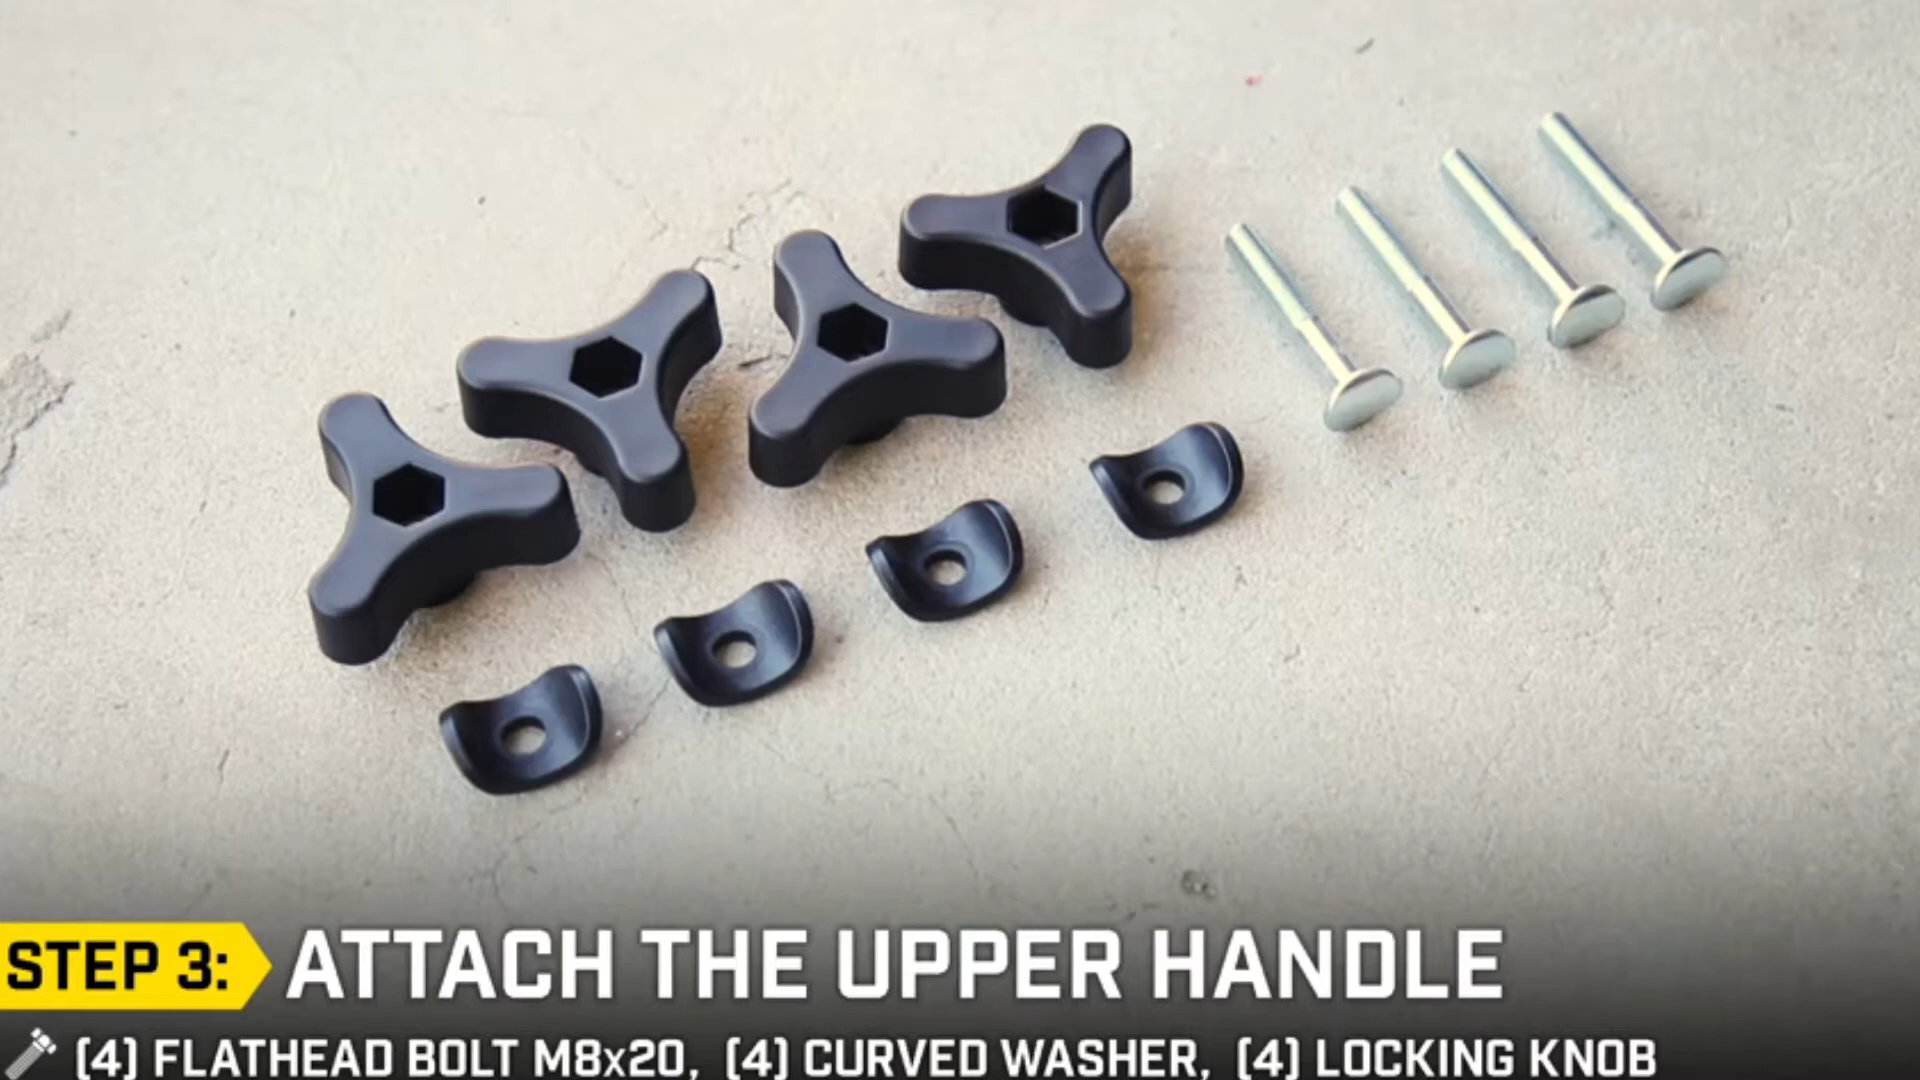 STEP 3: ATTACH THE UPPER HANDLE
(4) FLATHEAD BOLT M8x20, (4) CURVED WASHER, (4) LOCKING KNOB